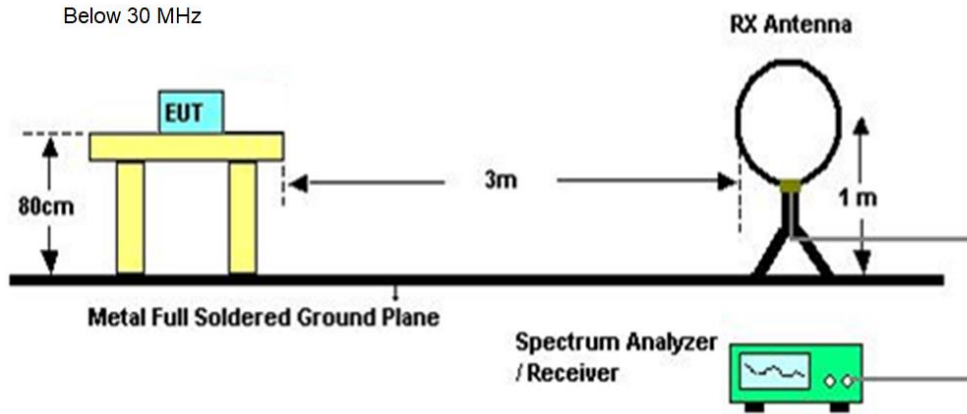 Below 30 MHz
RX Antenna
EUT
80cm
3m
1 m
Metal Full Soldered Ground Plane
Spectrum Analyzer
/ Receiver